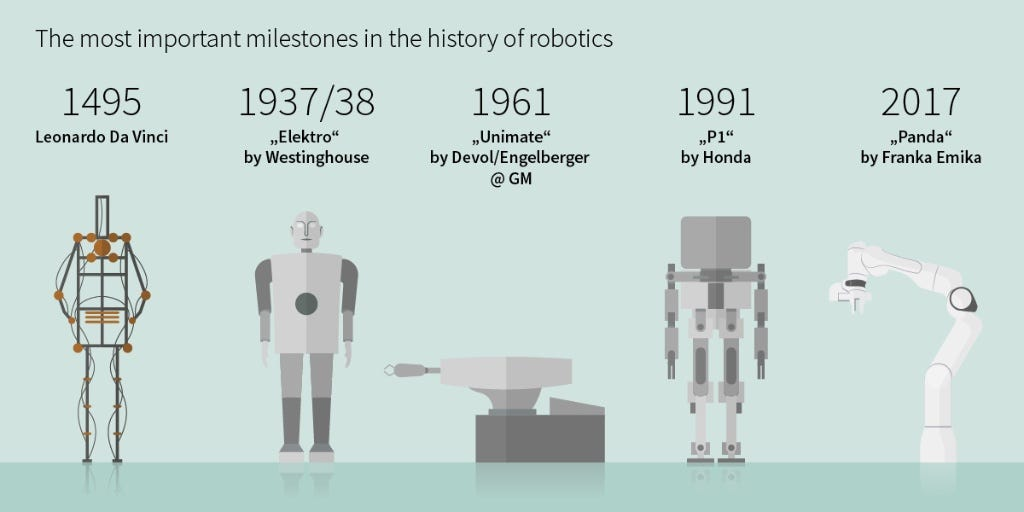 The most important milestones in the history of robotics
1495
Leonardo Da Vinci
1937/38
„Elektro“
by Westinghouse
1961
„Unimate“
by Devol/Engelberger
@ GM
1991
„P1“
by Honda
2017
„Panda“
by Franka Emika